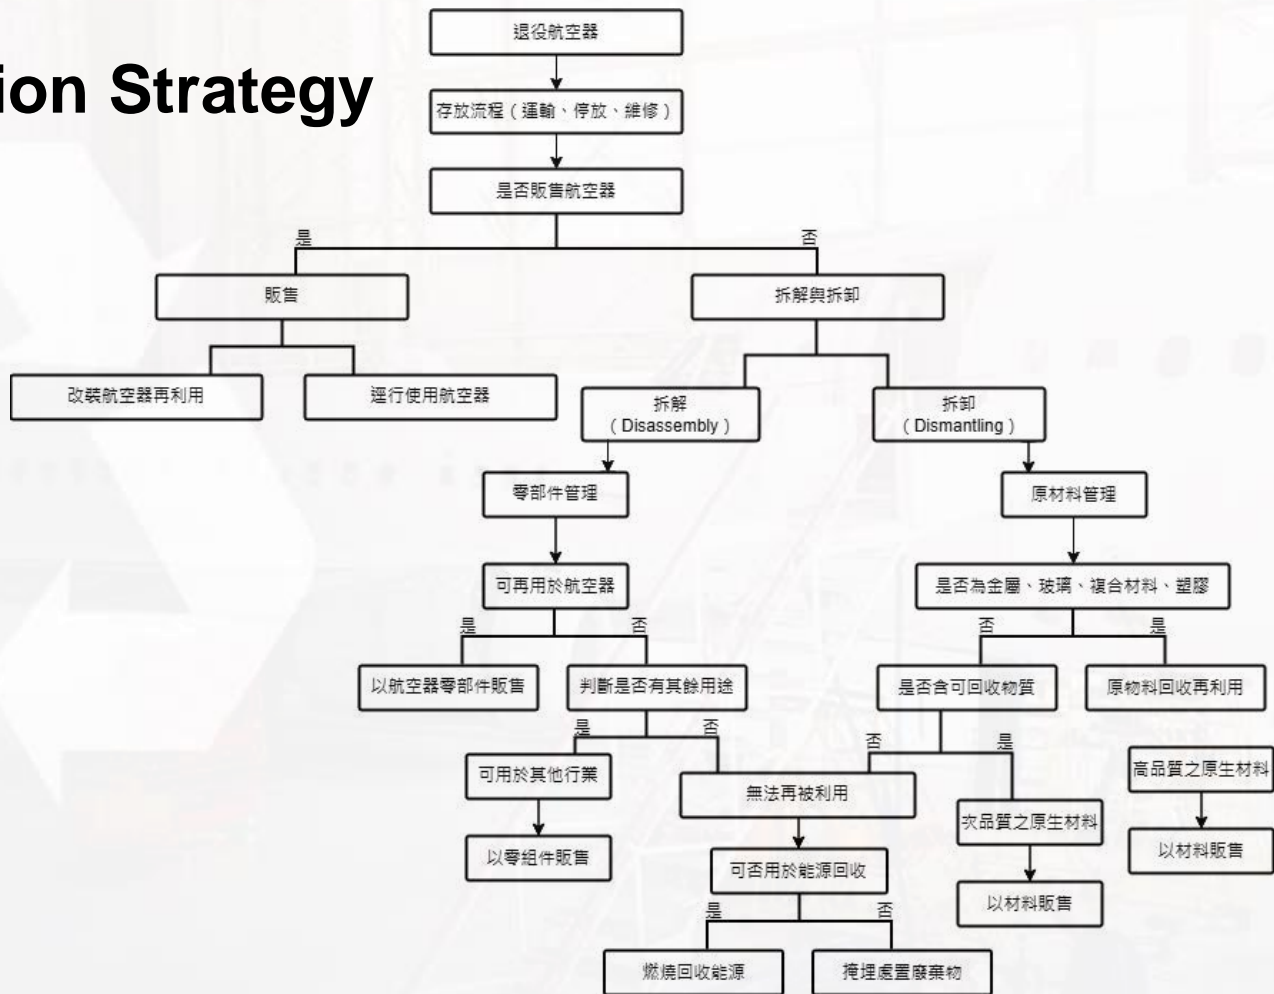 退役航空器
ion Strategy
存放流程（運輸、停放、維修）
是否販售航空器
是
否
販售
拆解與拆卸
改裝航空器再利用
逕行使用航空器
拆解
（Disassembly）
拆卸
（Dismantling）
零部件管理
原材料管理
可再用於航空器
是否為金屬、玻璃、複合材料、塑膠
是
否
否
是
以航空器零部件販售
判斷是否有其餘用途
是否含可回收物質
原物料回收再利用
是
否
否
是
可用於其他行業
無法再被利用
次品質之原生材料
高品質之原生材料
以零組件販售
可否用於能源回收
以材料販售
以材料販售
是
否
燃燒回收能源
掩埋處置廢棄物